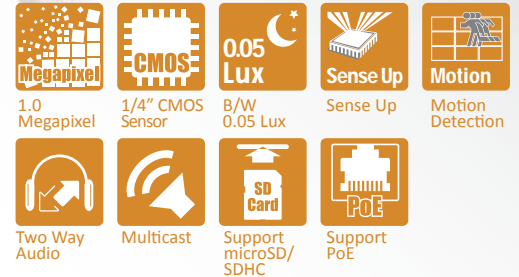 Megapixel
CMOS
0.05
Lux
Sense Up
Motion
1.0
Megapixel
1/4” CMOS
Sensor
B/W
0.05 Lux
Sense Up
Motion
Detection
SD
Card
PoE
Two Way
Audio
Multicast
Support
microSD/
SDHC
Support
PoE